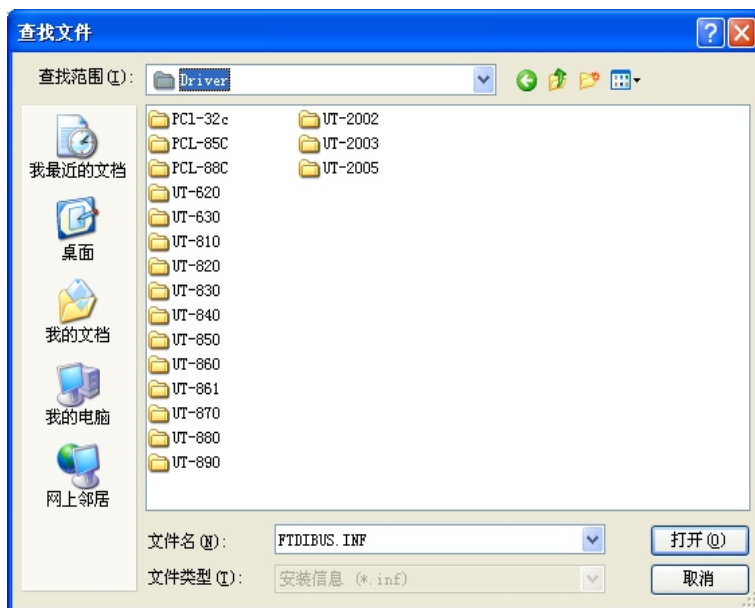 查找文件
查找范围(I):
Driver
我最近的文档
桌面
我的文档
我的电脑
网上邻居
PCl-32c
PCL-85C
PCL-88C
UT-620
UT-630
UT-810
UT-820
UT-830
UT-840
UT-850
UT-860
UT-861
UT-870
UT-880
UT-890
UT-2002
UT-2003
UT-2005
文件名(N):
FTDIBUS.INF
打开(O)
文件类型(T):
安装信息 (*.inf)
取消